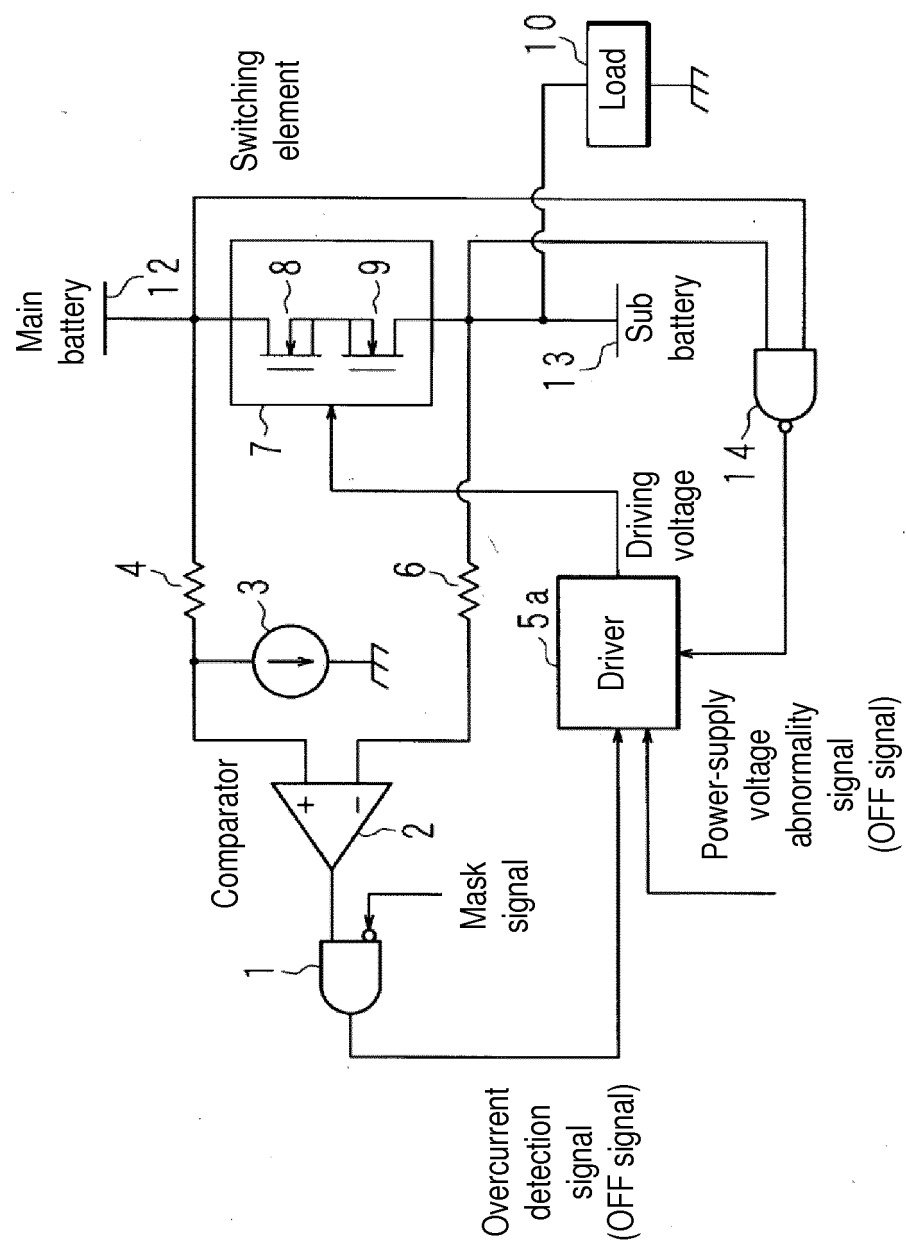 Main
battery
12
Switching
element
8
9
7
4
3
6
Comparator
+
−
2
1
Mask
signal
10
Load
Sub
battery
13
14
Driving
voltage
5a
Driver
Overcurrent
detection
signal
(OFF signal)
Power-supply
voltage
abnormality
signal
(OFF signal)